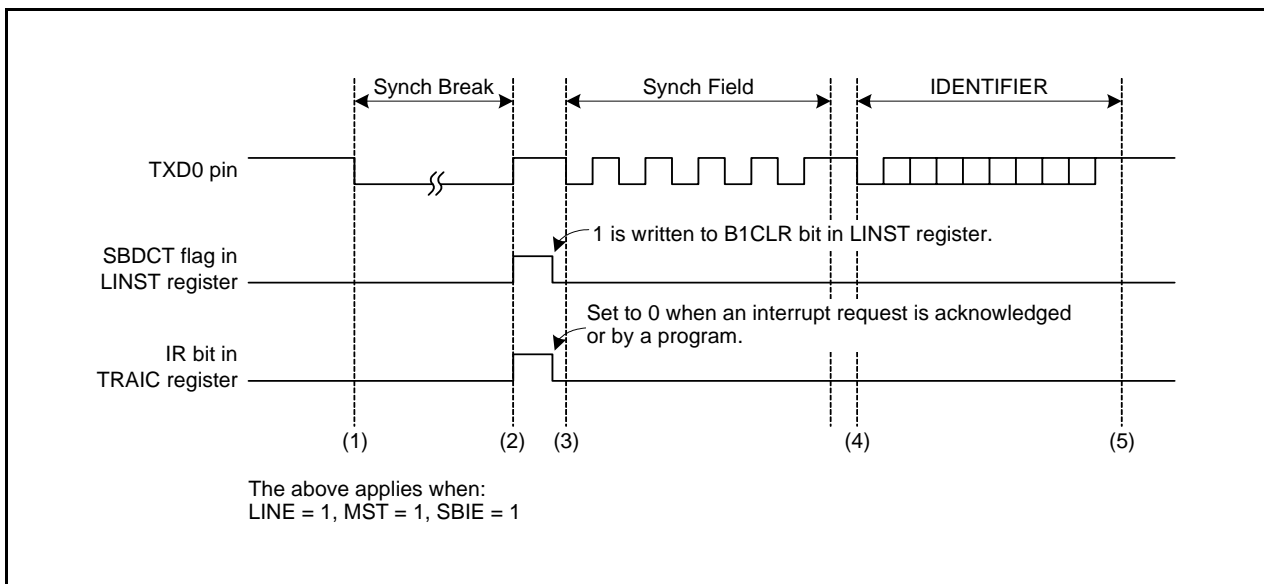 Synch Break
Synch Field
IDENTIFIER
TXD0 pin
1 is written to B1CLR bit in LINST register.
SBDCT flag in
LINST register
Set to 0 when an interrupt request is acknowledged
or by a program.
IR bit in
TRAIC register
(1)
(2)
(3)
(4)
(5)
The above applies when:
LINE = 1, MST = 1, SBIE = 1